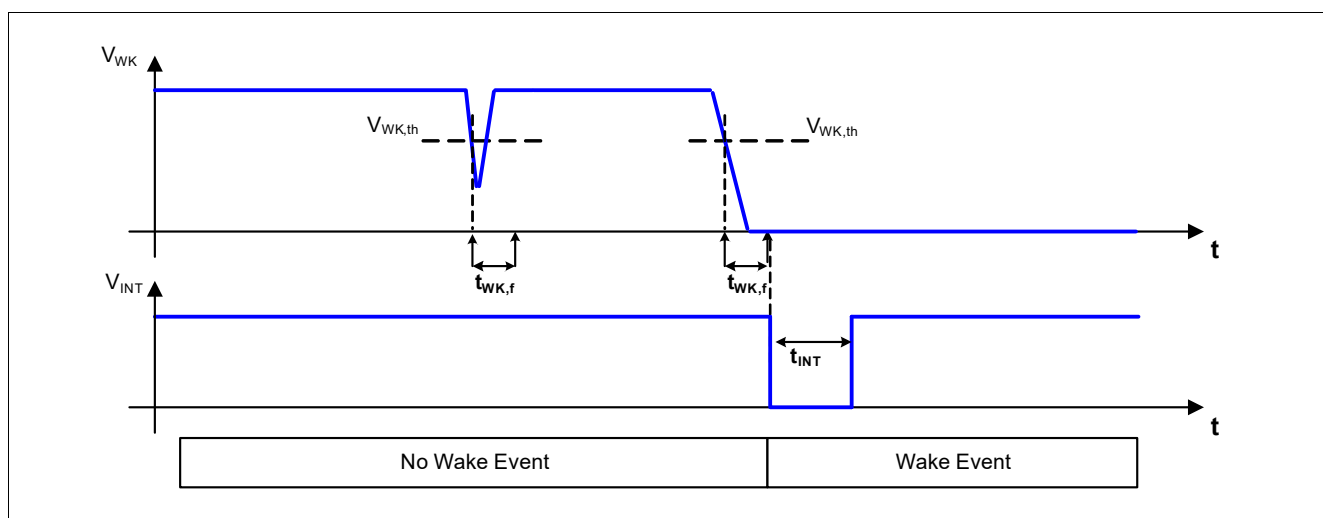 VWK
VWK,th
VWK,th
t
tWK,f
tWK,f
VINT
tINT
t
No Wake Event
Wake Event